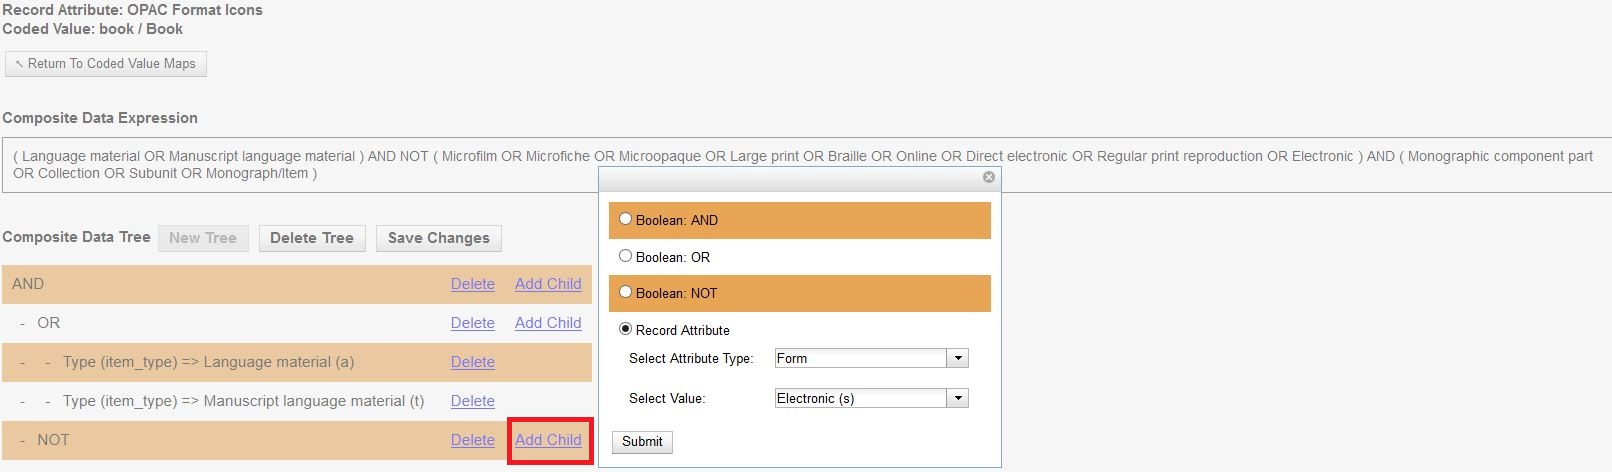 Record Attribute: OPAC Format Icons
Coded Value: book / Book
Return To Coded Value Maps
Composite Data Expression
( Language material OR Manuscript language material ) AND NOT ( Microfilm OR Microfiche OR Microopaque OR Large print OR Braille OR Online OR Direct electronic OR Regular print reproduction OR Electronic ) AND ( Monographic component part
OR Collection OR Subunit OR Monograph/Item )
Composite Data Tree New Tree Delete Tree Save Changes
AND Delete Add Child
- OR Delete Add Child
- - Type (item_type) => Language material (a) Delete
- - Type (item_type) => Manuscript language material (t) Delete
- NOT Delete Add Child
Boolean: AND
Boolean: OR
Boolean: NOT
Record Attribute
Select Attribute Type: Form
Select Value: Electronic (s)
Submit